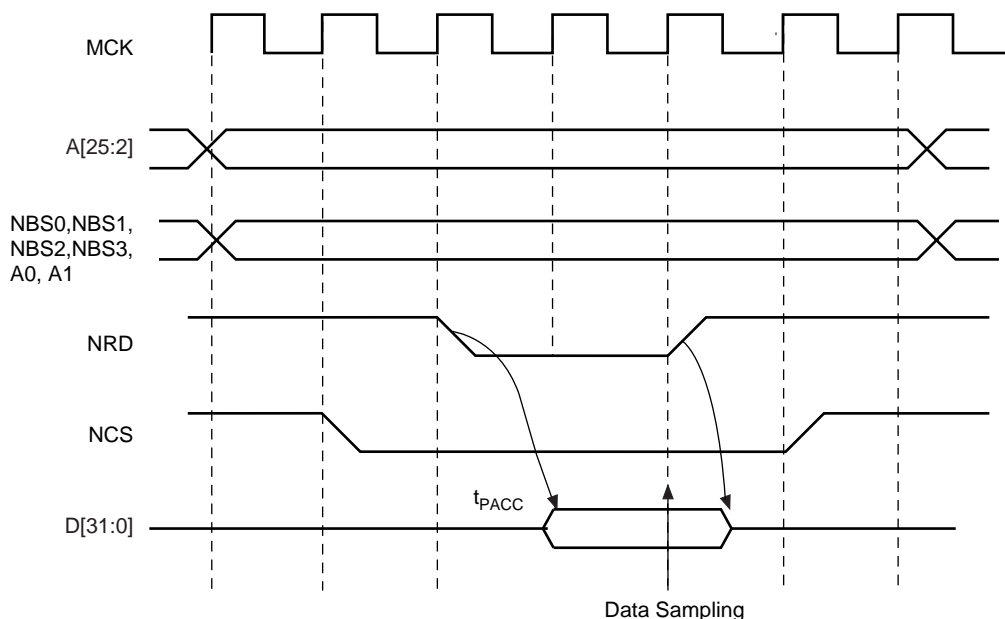 MCK
A[25:2]
NBS0,NBS1,
NBS2,NBS3,
A0, A1
NRD
NCS
tPACC
D[31:0]
Data Sampling